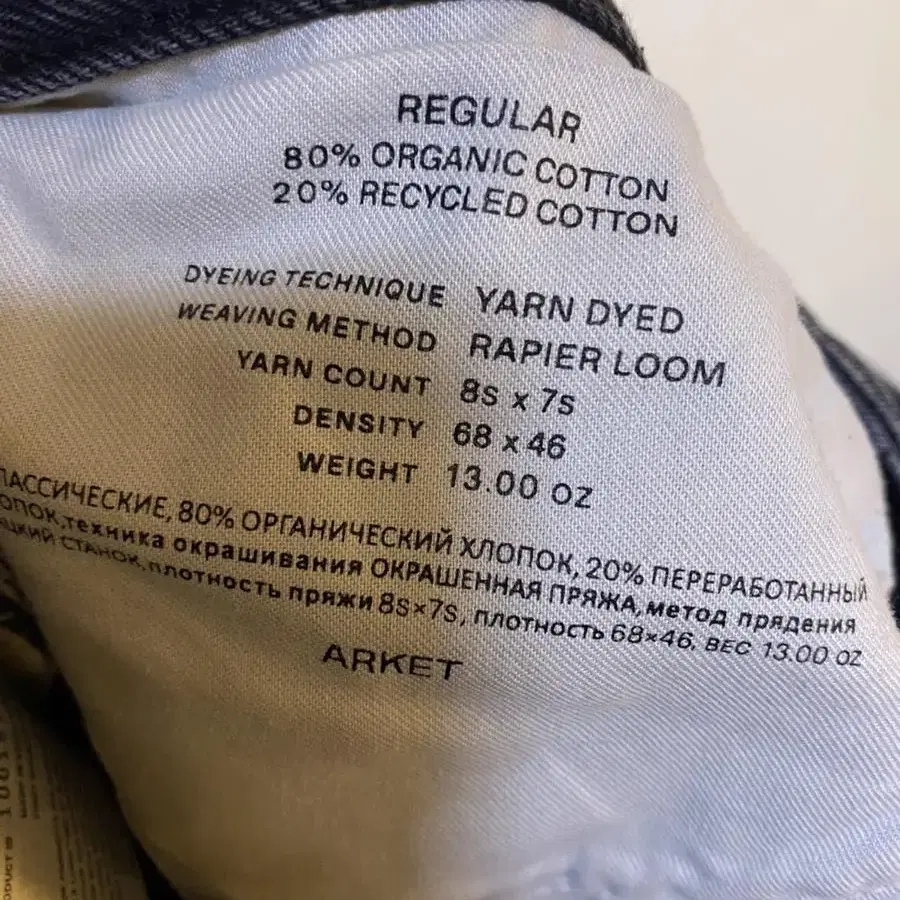 REGULAR
80% ORGANIC COTTON
20% RECYCLED COTTON
DYEING TECHNIQUE YARN DYED
WEAVING METHOD RAPIER LOOM
YARN COUNT 8S x 7S
DENSITY 68 x 46
WEIGHT 13.00 OZ
ЛАССИЧЕСКИЕ, 80% ОРГАНИЧЕСКИЙ ХЛОПОК, 20% ПЕРЕРАБОТАННЫЙ
ОПОК, техника окрашивания ОКРАШЕННАЯ ПРЯЖА, метод прядения
СТАНОК, плотность пряжи 8S×7S, плотность 68×46, ВЕС 13.00 OZ
ARKET